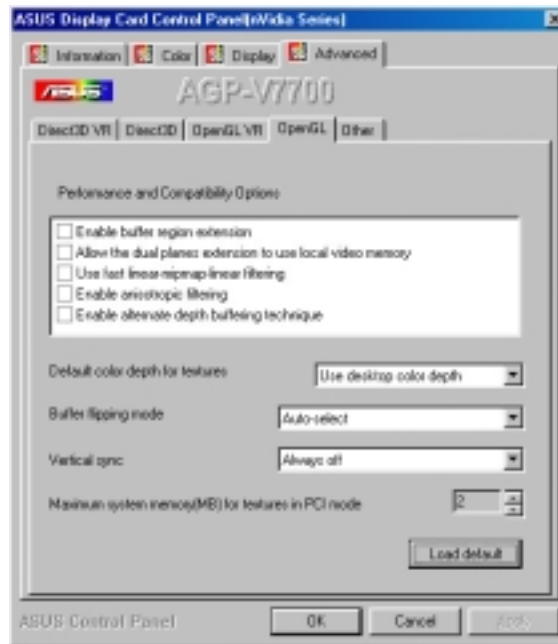 ASUS Display Card Control Panel(nVidia Series)
Information Color Display Advanced
ASUS AGP-V7700
Direct3D VR Direct3D OpenGL VR OpenGL Other
Performance and Compatibility Options
Enable buffer region extension
Allow the dual planes extension to use local video memory
Use fast linear-mipmap-linear filtering
Enable anisotropic filtering
Enable alternate depth buffering technique
Default color depth for textures Use desktop color depth
Buffer flipping mode Auto-select
Vertical sync Always off
Maximum system memory(MB) for textures in PCI mode 2
Load default
ASUS Control Panel OK Cancel Apply